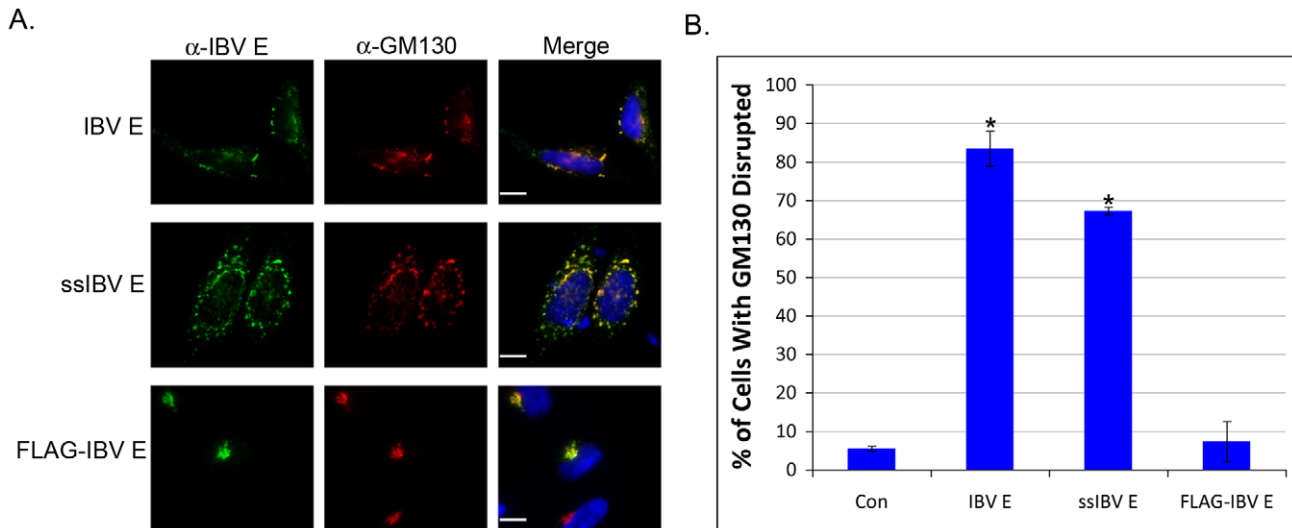 A.
α-IBV E
α-GM130
Merge
IBV E
ssIBV E
FLAG-IBV E
B.
% of Cells With GM130 Disrupted
100
90
80
70
60
50
40
30
20
10
0
*
*
Con
IBV E
ssIBV E
FLAG-IBV E